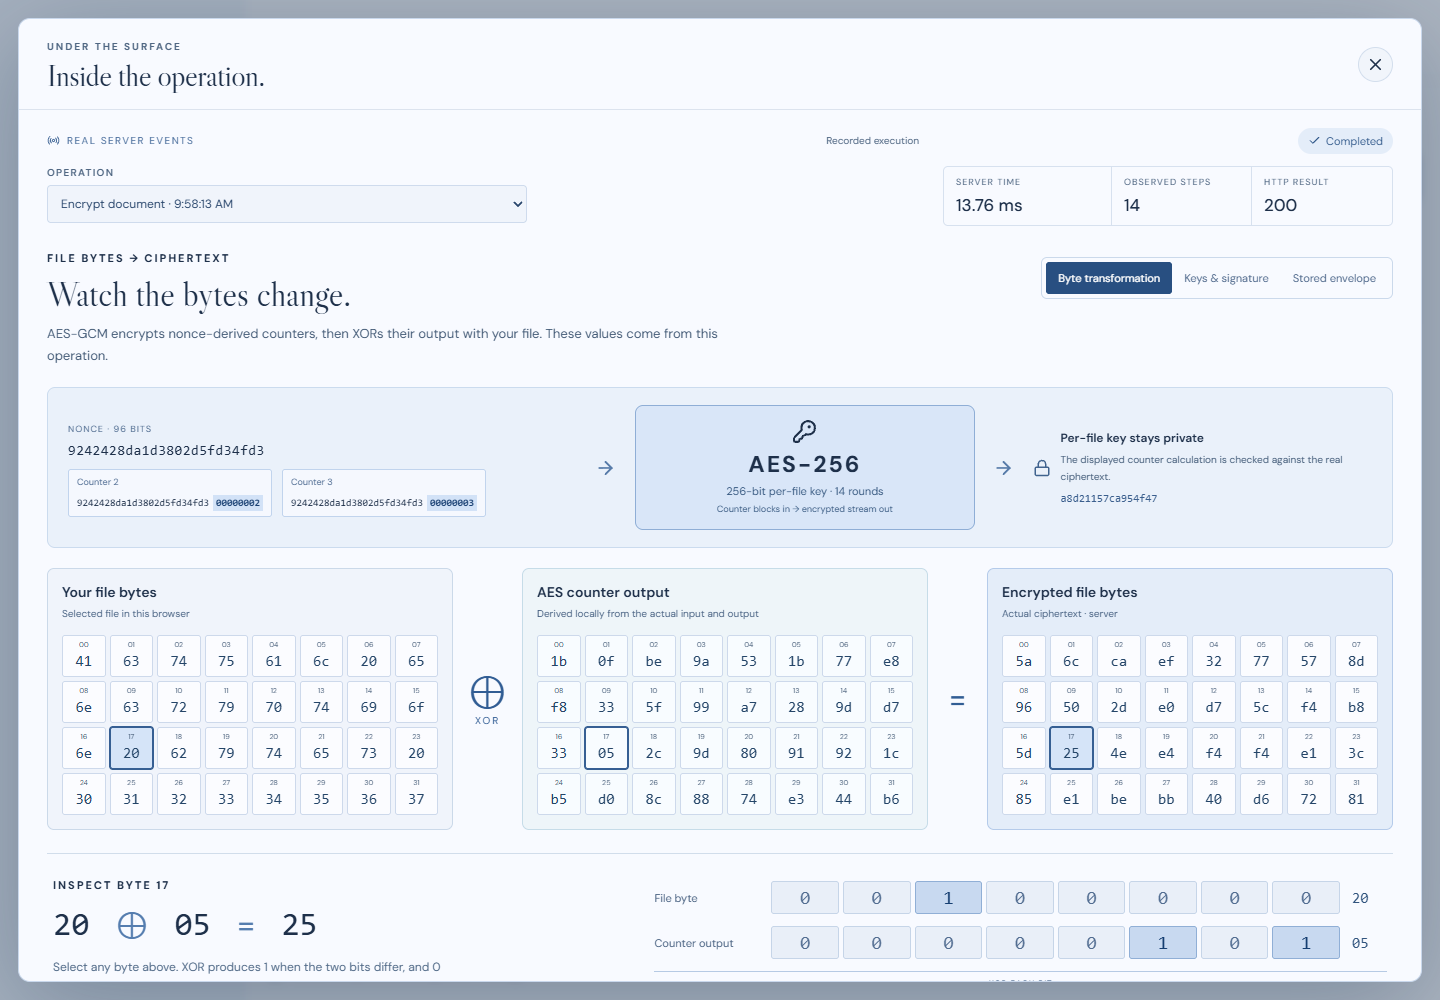 UNDER THE SURFACE
Inside the operation.
REAL SERVER EVENTS
Recorded execution
Completed
OPERATION
Encrypt document · 9:58:13 AM
SERVER TIME
13.76 ms
OBSERVED STEPS
14
HTTP RESULT
200
FILE BYTES → CIPHERTEXT
Watch the bytes change.
Byte transformation
Keys & signature
Stored envelope
AES-GCM encrypts nonce-derived counters, then XORs their output with your file. These values come from this
operation.
NONCE · 96 BITS
9242428da1d3802d5fd34fd3
Counter 2
9242428da1d3802d5fd34fd3 00000002
Counter 3
9242428da1d3802d5fd34fd3 00000003
→
AES-256
256-bit per-file key · 14 rounds
Counter blocks in → encrypted stream out
→
Per-file key stays private
The displayed counter calculation is checked against the real
ciphertext.
a8d21157ca954f47
Your file bytes
Selected file in this browser
00 01 02 03 04 05 06 07
41 63 74 75 61 6c 20 65
08 09 10 11 12 13 14 15
6e 63 72 79 70 74 69 6f
16 17 18 19 20 21 22 23
6e 20 62 79 74 65 73 20
24 25 26 27 28 29 30 31
30 31 32 33 34 35 36 37
XOR
AES counter output
Derived locally from the actual input and output
00 01 02 03 04 05 06 07
1b 0f be 9a 53 1b 77 e8
08 09 10 11 12 13 14 15
f8 33 5f 99 a7 28 9d d7
16 17 18 19 20 21 22 23
33 05 2c 9d 80 91 92 1c
24 25 26 27 28 29 30 31
b5 d0 8c 88 74 e3 44 b6
=
Encrypted file bytes
Actual ciphertext · server
00 01 02 03 04 05 06 07
5a 6c ca ef 32 77 57 8d
08 09 10 11 12 13 14 15
96 50 2d e0 d7 5c f4 b8
16 17 18 19 20 21 22 23
5d 25 4e e4 f4 f4 e1 3c
24 25 26 27 28 29 30 31
85 e1 be bb 40 d6 72 81
INSPECT BYTE 17
20 ⊕ 05 = 25
Select any byte above. XOR produces 1 when the two bits differ, and 0
File byte
0 0 1 0 0 0 0 0 20
Counter output
0 0 0 0 0 1 0 1 05